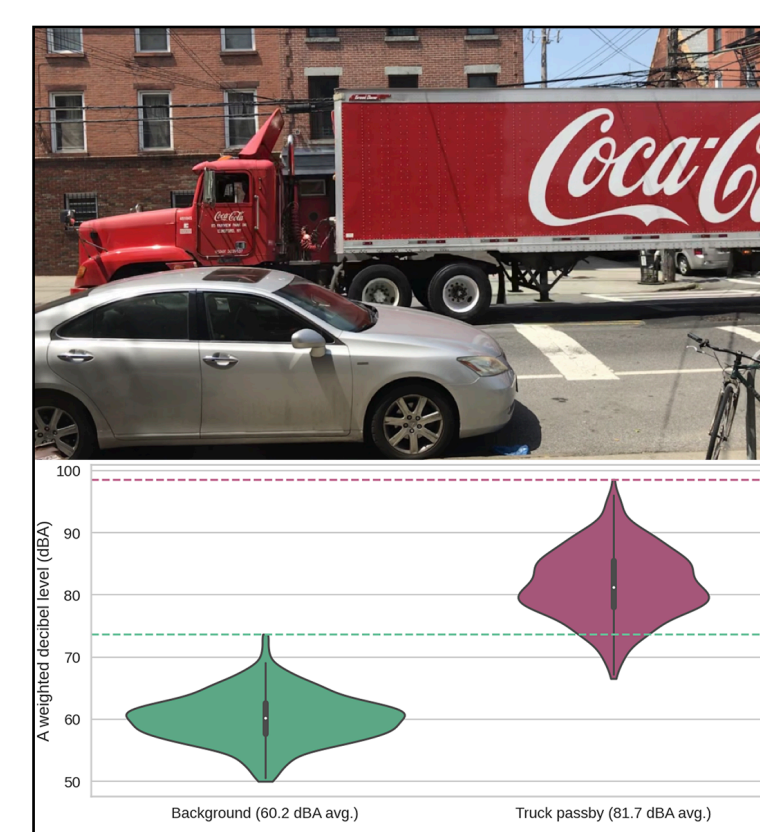 Coca-C
Coca-Cola
100
90
80
70
60
50
A weighted decibel level (dBA)
Background (60.2 dBA avg.)
Truck passby (81.7 dBA avg.)